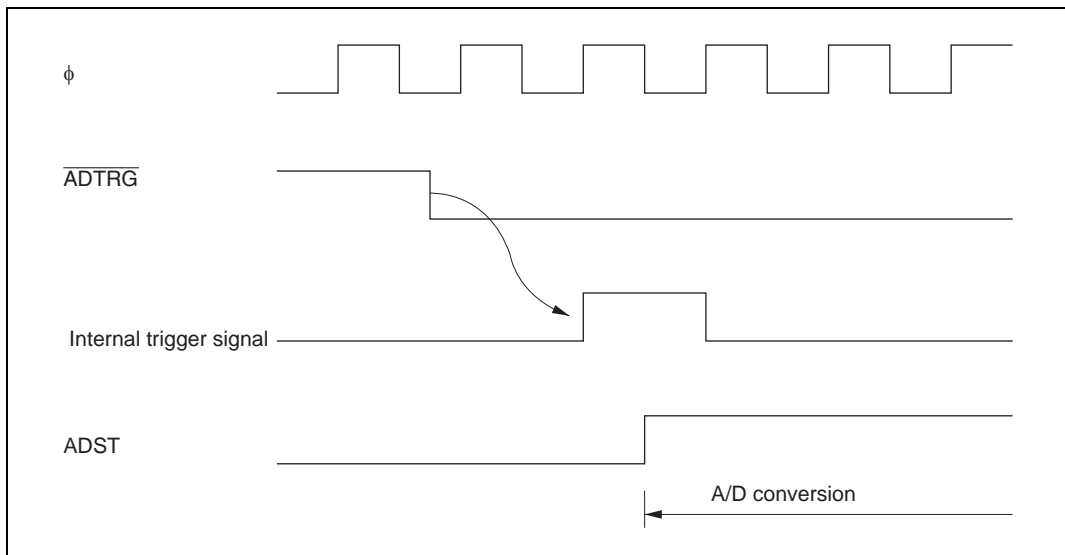 ϕ
ADTRG
Internal trigger signal
ADST
A/D conversion